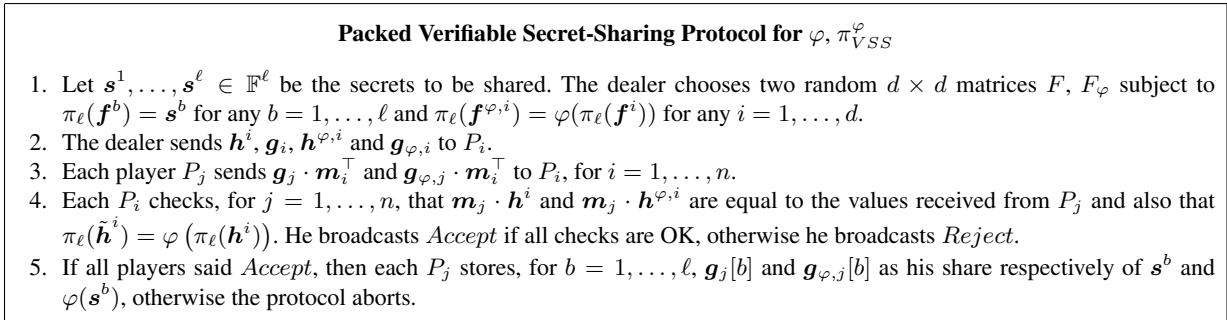 Packed Verifiable Secret-Sharing Protocol for φ, π^φ_{VSS}
1. Let s^1, . . . , s^ℓ ∈ 𝔽^ℓ be the secrets to be shared. The dealer chooses two random d × d matrices F, F_φ subject to
π_ℓ(f^b) = s^b for any b = 1, . . . , ℓ and π_ℓ(f^{φ,i}) = φ(π_ℓ(f^i)) for any i = 1, . . . , d.
2. The dealer sends h^i, g_i, h^{φ,i} and g_{φ,i} to P_i.
3. Each player P_j sends g_j · m_i^⊤ and g_{φ,j} · m_i^⊤ to P_i, for i = 1, . . . , n.
4. Each P_i checks, for j = 1, . . . , n, that m_j · h^i and m_j · h^{φ,i} are equal to the values received from P_j and also that
π_ℓ(h̃^i) = φ (π_ℓ(h^i)). He broadcasts Accept if all checks are OK, otherwise he broadcasts Reject.
5. If all players said Accept, then each P_j stores, for b = 1, . . . , ℓ, g_j[b] and g_{φ,j}[b] as his share respectively of s^b and
φ(s^b), otherwise the protocol aborts.